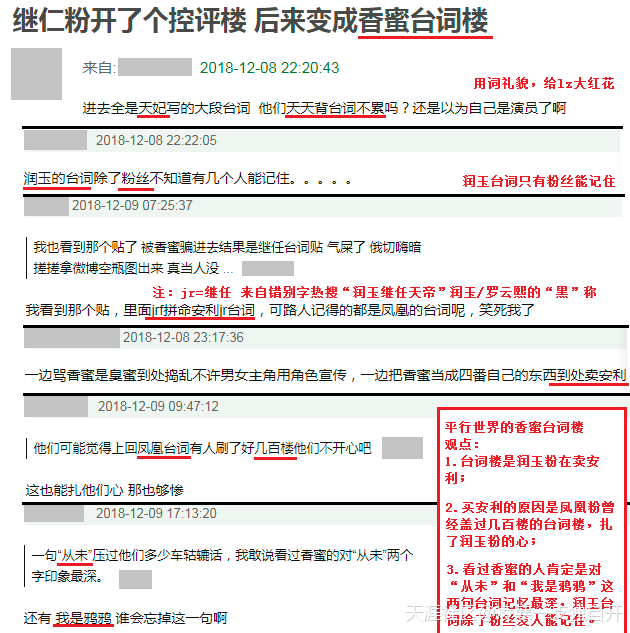 继仁粉开了个控评楼 后来变成香蜜台词楼
来自: 2018-12-08 22:20:43
用词礼貌，给lz大红花
进去全是天妃写的大段台词 他们天天背台词不累吗？还是以为自己是演员了啊
2018-12-08 22:22:05
润玉的台词除了粉丝不知道有几个人能记住。。。。。
润玉台词只有粉丝能记住
2018-12-09 07:25:37
我也看到那个贴了 被香蜜骗进去结果是继任台词贴 气屎了 俄切嗨暗
搓搓拿微博空瓶图出来 真当人没 ...
注：jr=继任 来自错别字热搜“润玉继任天帝”润玉/罗云熙的“黑”称
我看到那个贴，里面jrf拼命安利jr台词，可路人记得的都是凤凰的台词呢，笑死我了
2018-12-08 23:17:36
一边骂香蜜是臭蜜到处捣乱不许男女主角用角色宣传，一边把香蜜当成四番自己的东西到处卖安利
2018-12-09 09:47:12
他们可能觉得上回凤凰台词有人刷了好几百楼他们不开心吧
这也能扎他们心 那也够惨
2018-12-09 17:13:20
一句“从未”压过他们多少车轱辘话，我敢说看过香蜜的对“从未”两个
字印象最深。
还有 我是鸦鸦 谁会忘掉这一句啊
平行世界的香蜜台词楼
观点：
1.台词楼是润玉粉在卖安
利；
2.买安利的原因是凤凰粉曾
经盖过几百楼的台词楼，扎
了润玉粉的心；
3.看过香蜜的人肯定是对
“从未”和“我是鸦鸦”这
两句台词记忆最深，润玉台
词除了粉丝没人能记住。